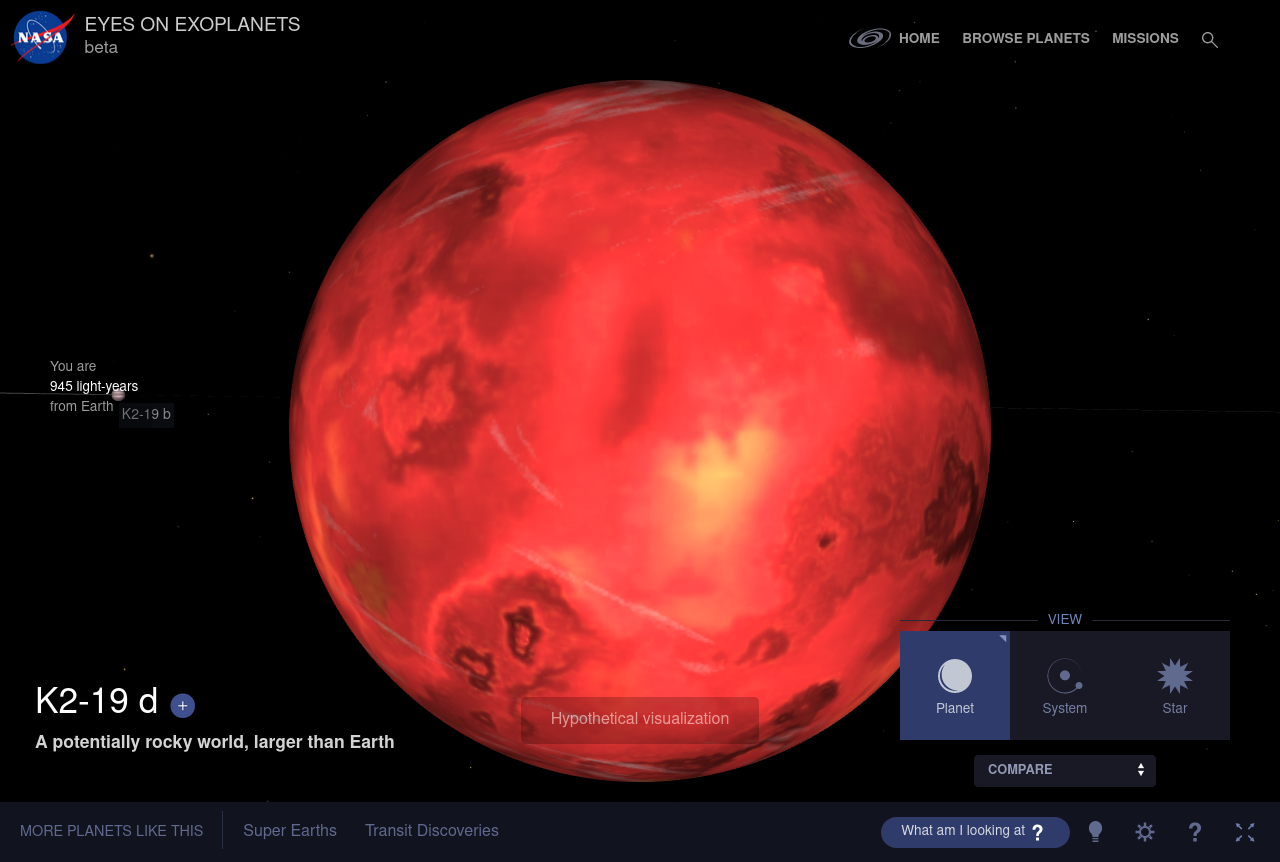 NASA
EYES ON EXOPLANETS
beta
HOME
BROWSE PLANETS
MISSIONS
You are
945 light-years
from Earth
K2-19 b
VIEW
Planet
System
Star
K2-19 d +
A potentially rocky world, larger than Earth
Hypothetical visualization
COMPARE
MORE PLANETS LIKE THIS
Super Earths
Transit Discoveries
What am I looking at ?
?